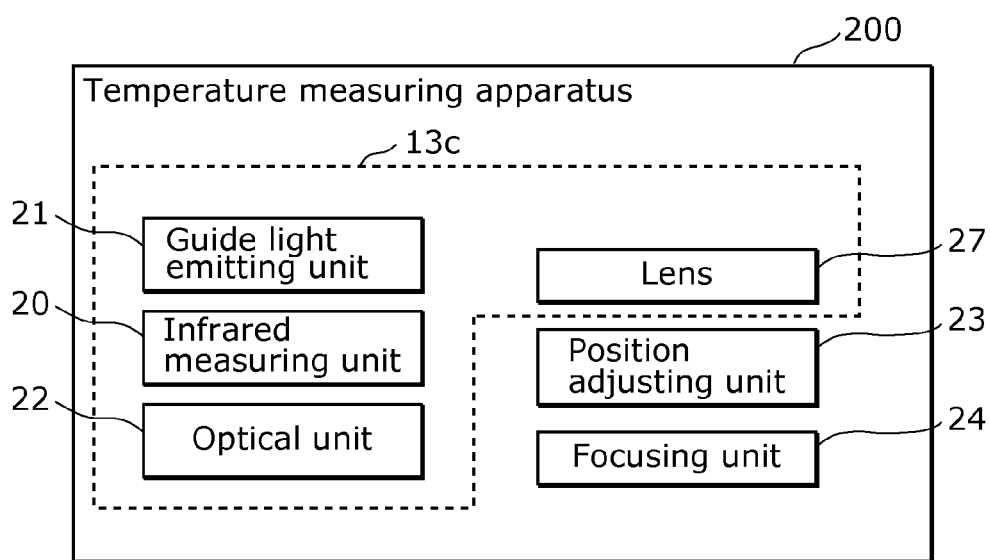 200
Temperature measuring apparatus
13c
21
Guide light
emitting unit
20
Infrared
measuring unit
22
Optical unit
27
Lens
23
Position
adjusting unit
24
Focusing unit